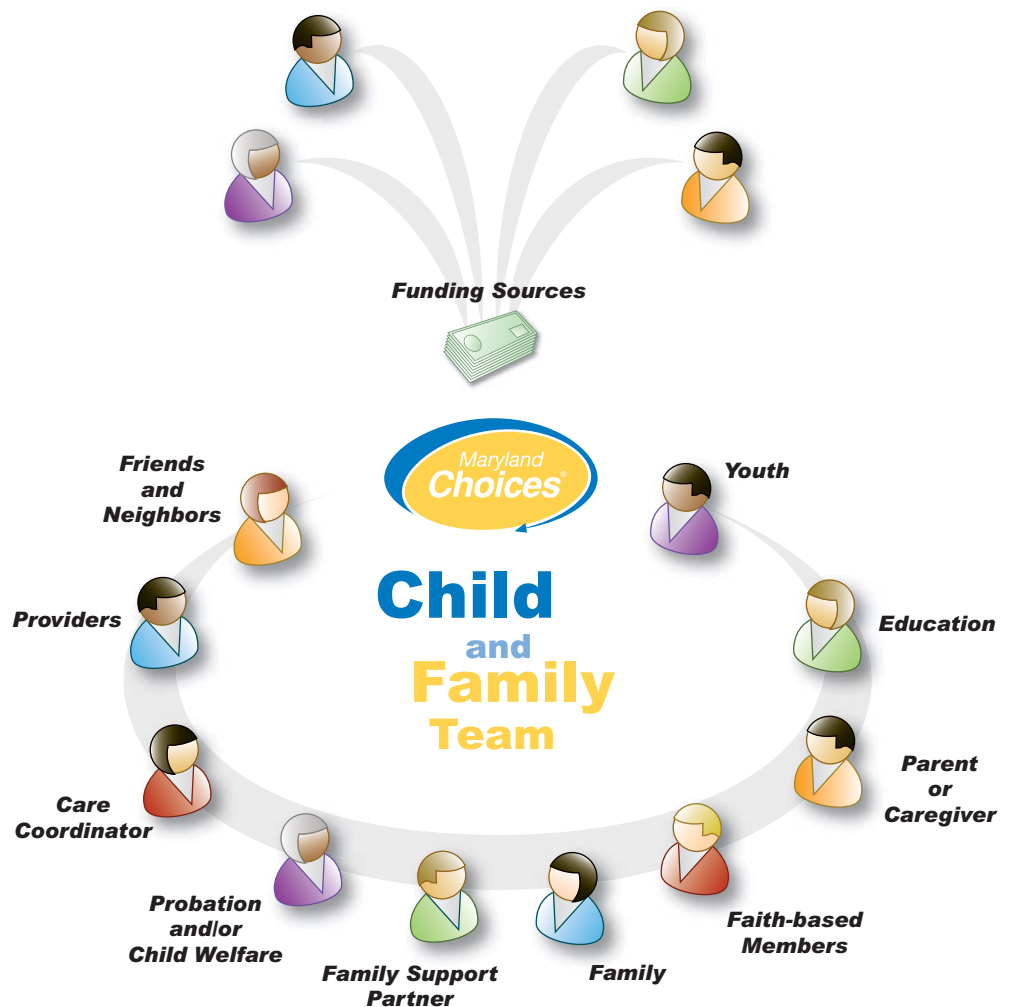 Funding Sources
Maryland
Choices®
Friends
and
Neighbors
Youth
Providers
Child
and
Family
Team
Education
Care
Coordinator
Parent
or
Caregiver
Probation
and/or
Child Welfare
Family Support
Partner
Family
Faith-based
Members